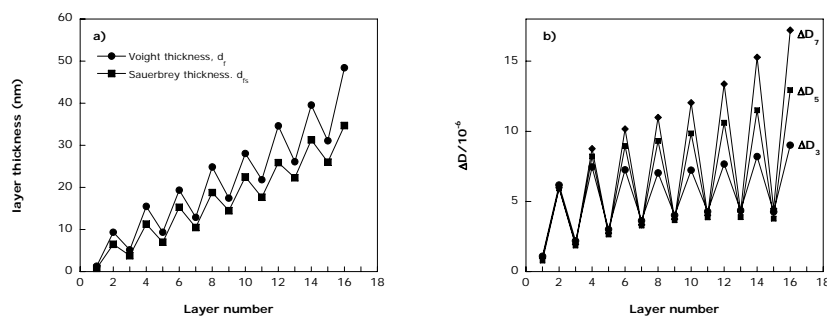 a)
Voight thickness, d_f
Sauerbrey thickness. d_fs
layer thickness (nm)
60
50
40
30
20
10
0
0 2 4 6 8 10 12 14 16 18
Layer number
b)
ΔD/10⁻⁶
15
10
5
0
ΔD₇
ΔD₅
ΔD₃
0 2 4 6 8 10 12 14 16 18
Layer number